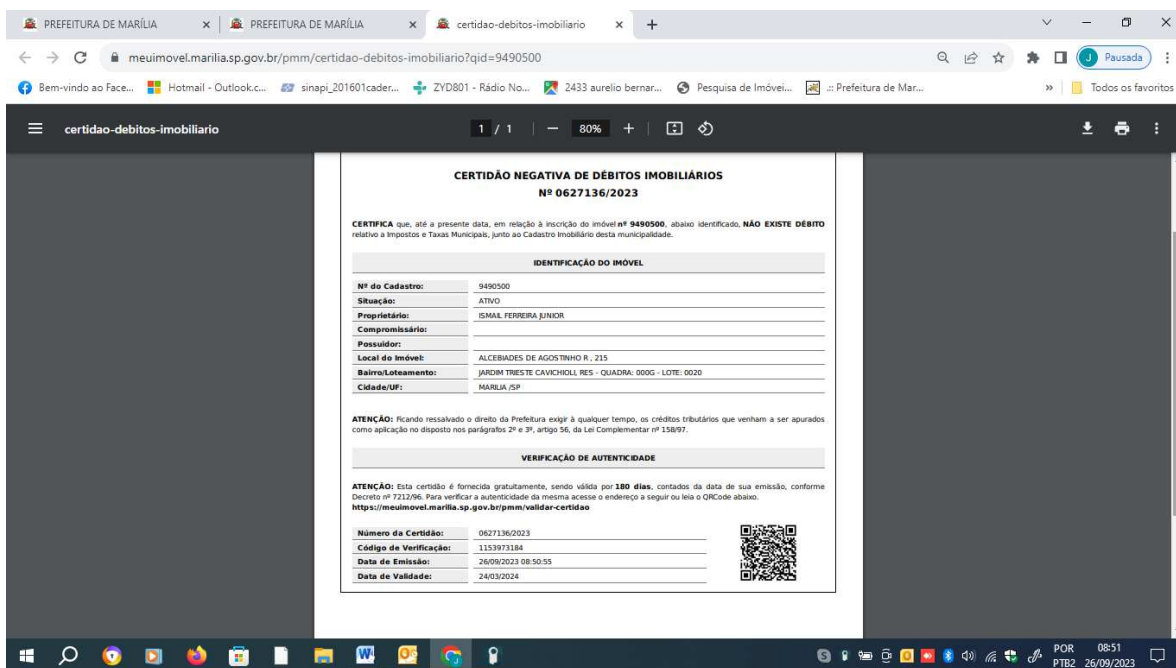 PREFEITURA DE MARÍLIA
PREFEITURA DE MARÍLIA
certidao-debitos-imobiliario
meuimovel.marilia.sp.gov.br/pmm/certidao-debitos-imobiliario?qid=9490500
J Pausada
Bem-vindo ao Face... Hotmail - Outlook.c... sinapi_201601cader... ZYD801 - Rádio No... 2433 aurelio bernar... Pesquisa de Imóvei... .:: Prefeitura de Mar... » Todos os favoritos
certidao-debitos-imobiliario 1 / 1 80%
CERTIDÃO NEGATIVA DE DÉBITOS IMOBILIÁRIOS
Nº 0627136/2023
CERTIFICA que, até a presente data, em relação à inscrição do imóvel nº 9490500, abaixo identificado, NÃO EXISTE DÉBITO
relativo a Impostos e Taxas Municipais, junto ao Cadastro Imobiliário desta municipalidade.
IDENTIFICAÇÃO DO IMÓVEL
Nº do Cadastro: 9490500
Situação: ATIVO
Proprietário: ISMAIL FERREIRA JUNIOR
Compromissário:
Possuidor:
Local do Imóvel: ALCEBIADES DE AGOSTINHO R , 215
Bairro/Loteamento: JARDIM TRIESTE CAVICHIOLI, RES - QUADRA: 000G - LOTE: 0020
Cidade/UF: MARILIA /SP
ATENÇÃO: Ficando ressalvado o direito da Prefeitura exigir à qualquer tempo, os créditos tributários que venham a ser apurados
como aplicação no disposto nos parágrafos 2º e 3º, artigo 56, da Lei Complementar nº 158/97.
VERIFICAÇÃO DE AUTENTICIDADE
ATENÇÃO: Esta certidão é fornecida gratuitamente, sendo válida por 180 dias, contados da data de sua emissão, conforme
Decreto nº 7212/96. Para verificar a autenticidade da mesma acesse o endereço a seguir ou leia o QRCode abaixo.
https://meuimovel.marilia.sp.gov.br/pmm/validar-certidao
Número da Certidão: 0627136/2023
Código de Verificação: 1153973184
Data de Emissão: 26/09/2023 08:50:55
Data de Validade: 24/03/2024
POR 08:51
PTB2 26/09/2023